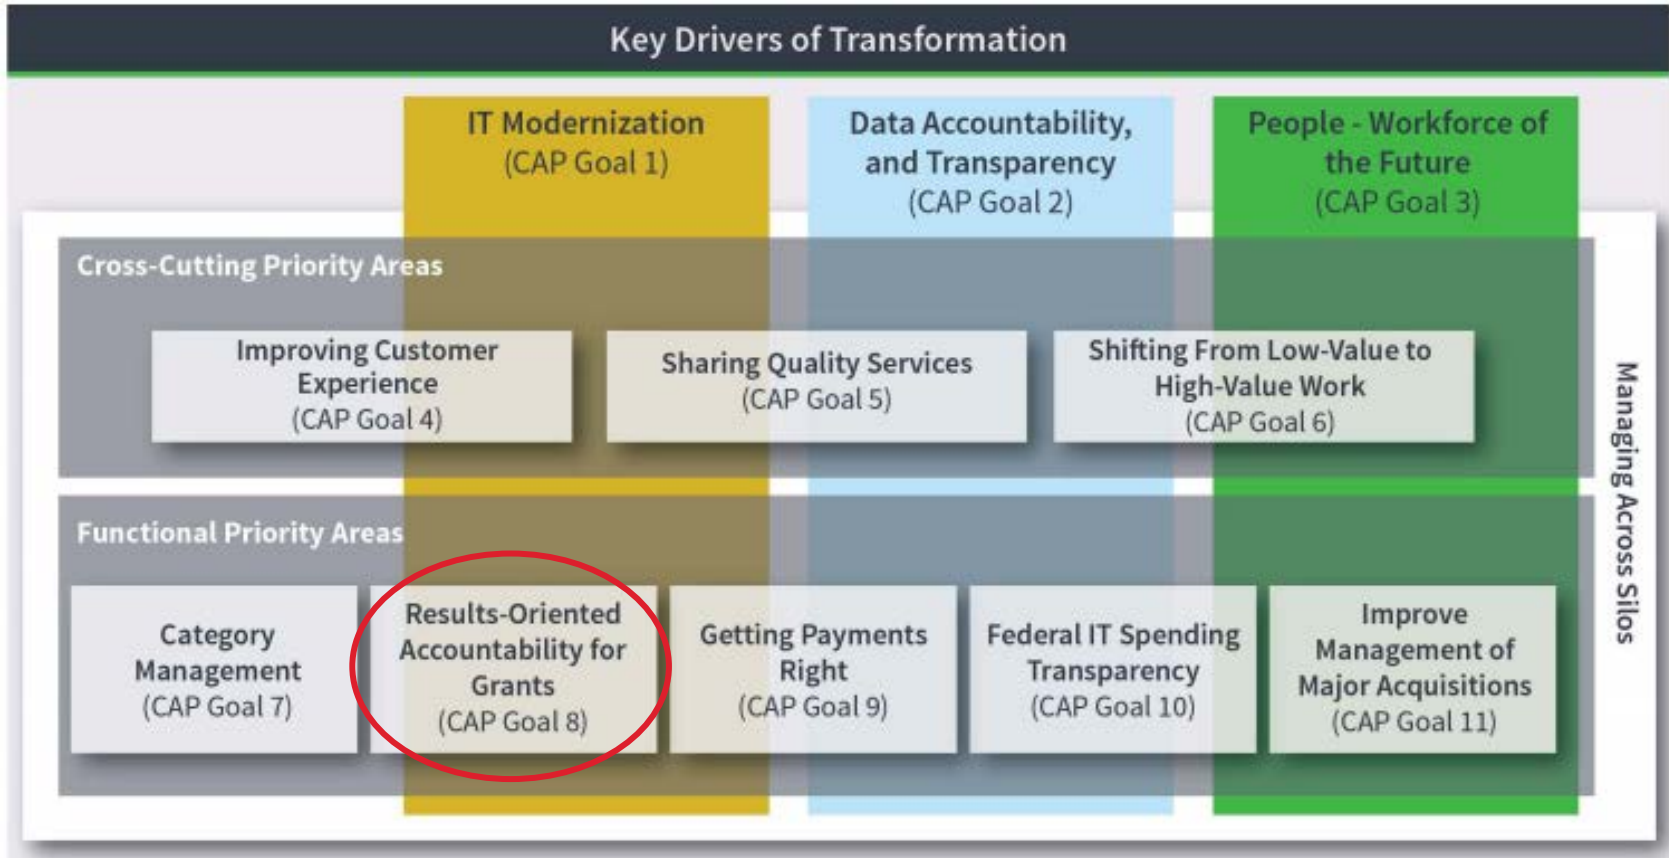 Key Drivers of Transformation
IT Modernization
(CAP Goal 1)
Data Accountability,
and Transparency
(CAP Goal 2)
People - Workforce of
the Future
(CAP Goal 3)
Cross-Cutting Priority Areas
Improving Customer
Experience
(CAP Goal 4)
Sharing Quality Services
(CAP Goal 5)
Shifting From Low-Value to
High-Value Work
(CAP Goal 6)
Functional Priority Areas
Category
Management
(CAP Goal 7)
Results-Oriented
Accountability for
Grants
(CAP Goal 8)
Getting Payments
Right
(CAP Goal 9)
Federal IT Spending
Transparency
(CAP Goal 10)
Improve
Management of
Major Acquisitions
(CAP Goal 11)
Managing Across Silos